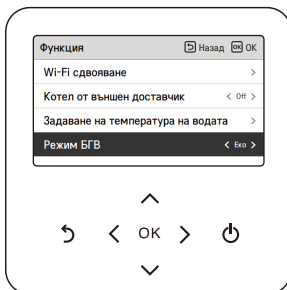 Функция Назад OK OK
Wi-Fi сдвояване >
Котел от външен доставчик < Off >
Задаване на температура на водата >
Режим БГВ < Еко >
OK